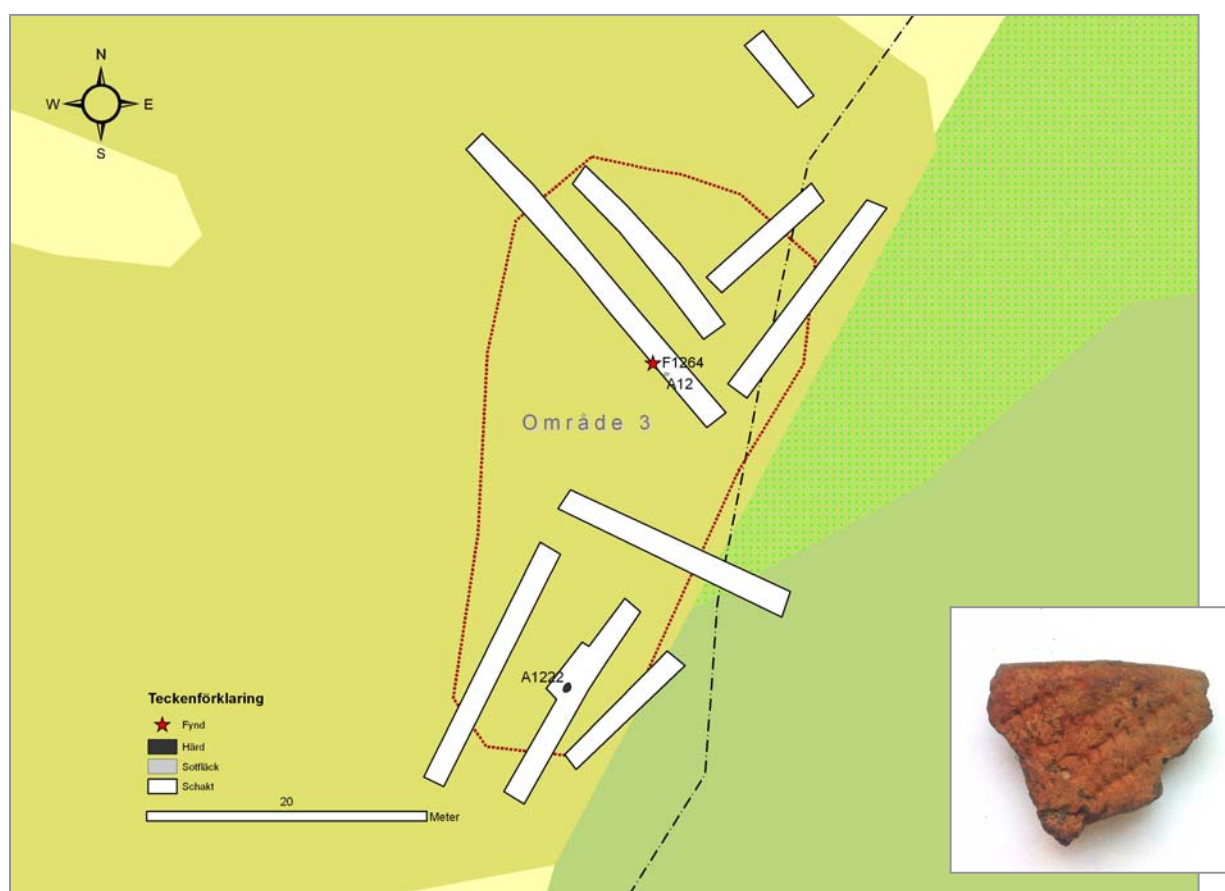 N
W E
S
F1264
A12
Område 3
A1222
Teckenförklaring
Fynd
Härd
Sotfläck
Schakt
20
Meter